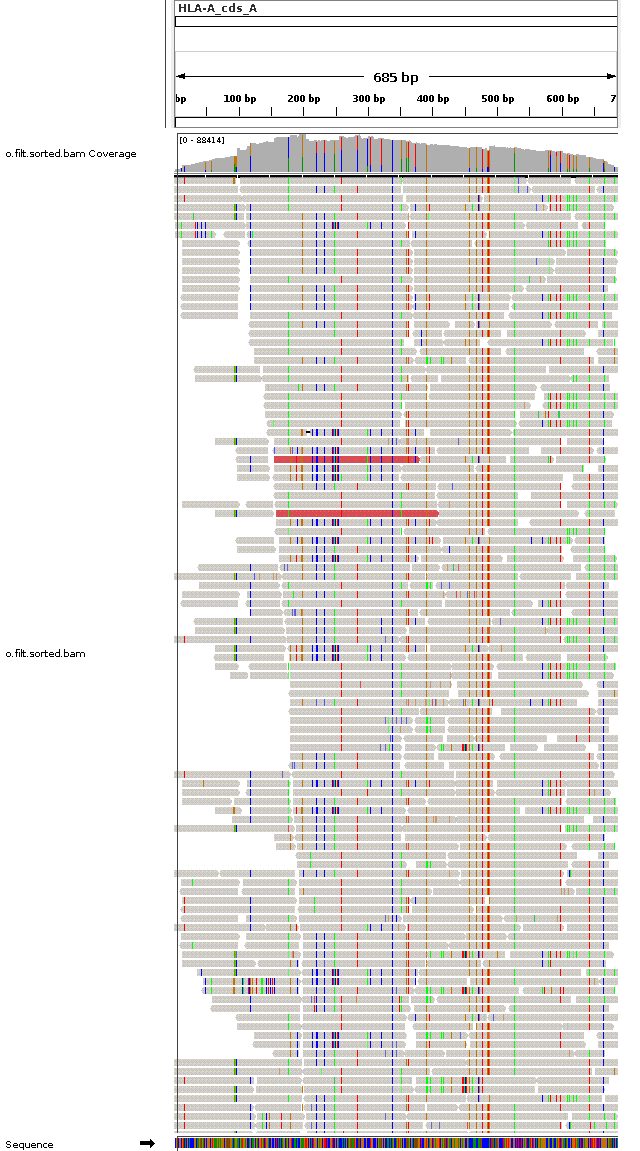 HLA-A_cds_A
685 bp
bp 100 bp 200 bp 300 bp 400 bp 500 bp 600 bp 7
[0 - 88414]
o.filt.sorted.bam Coverage
o.filt.sorted.bam
Sequence